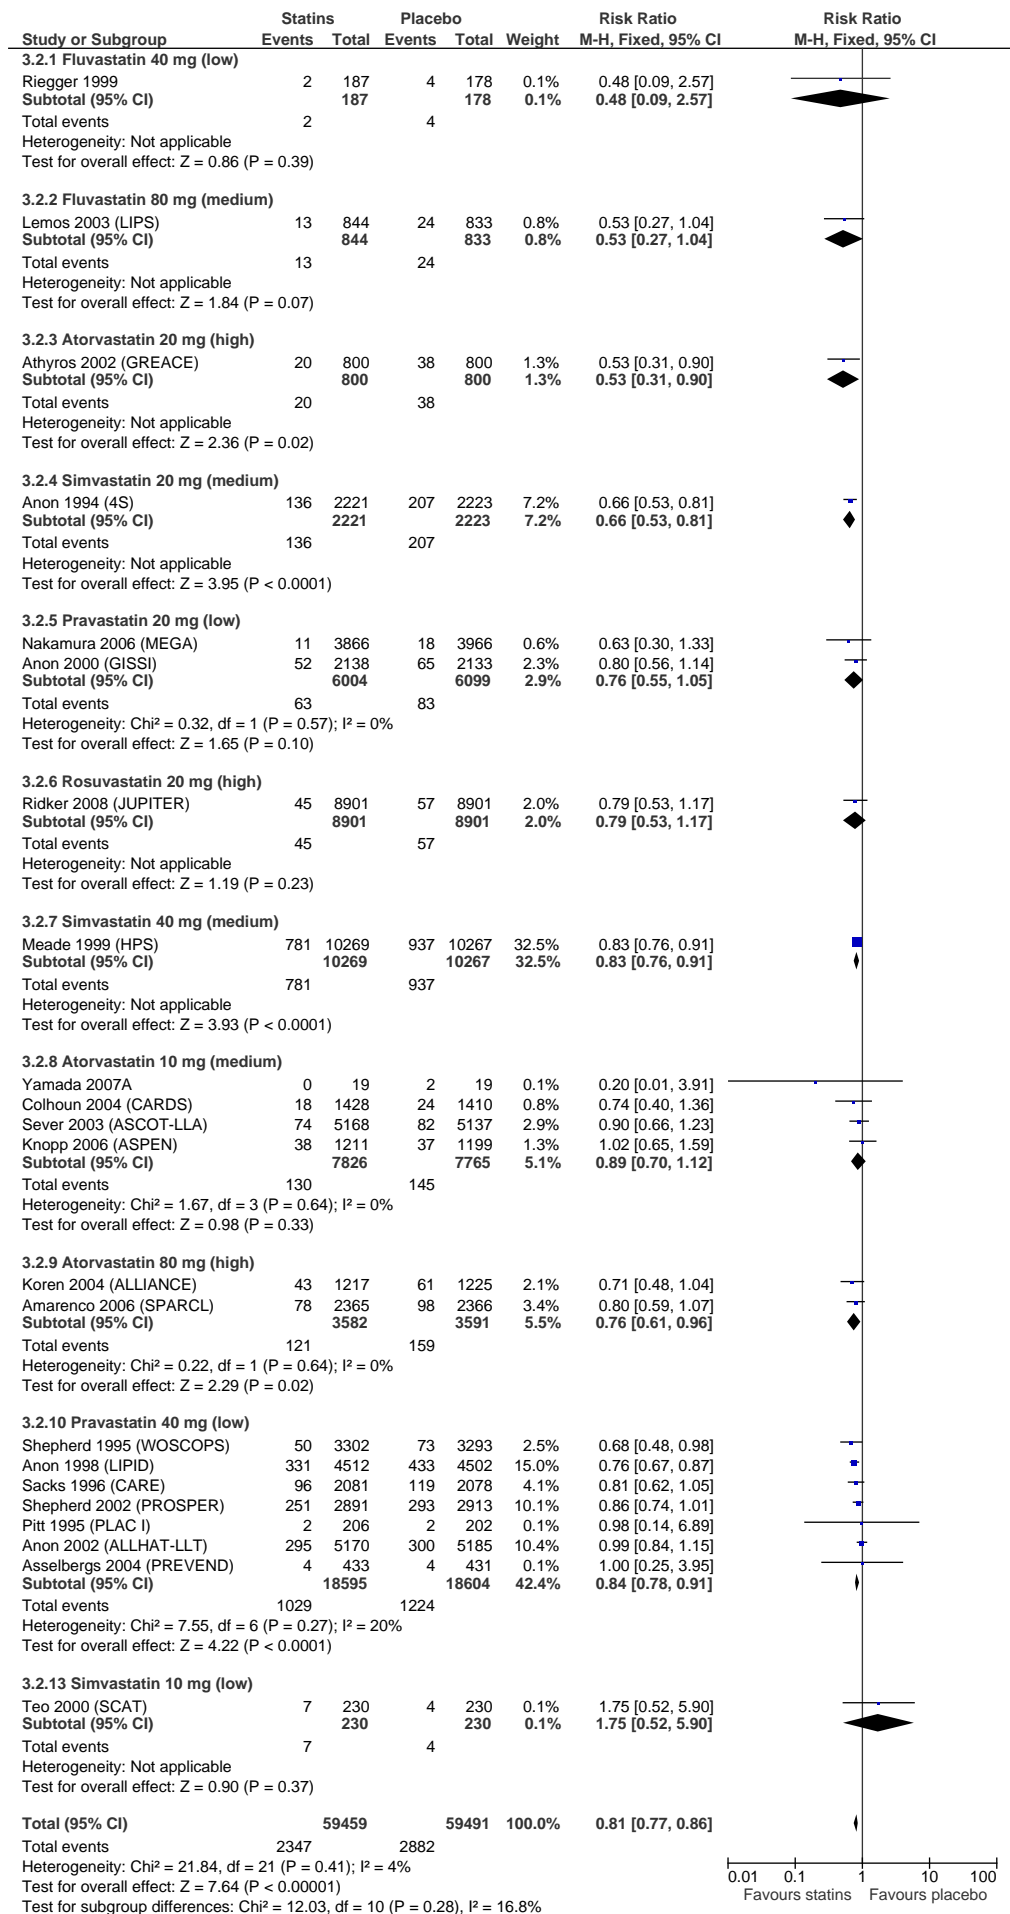 Statins Placebo Risk Ratio Risk Ratio
Study or Subgroup Events Total Events Total Weight M-H, Fixed, 95% CI M-H, Fixed, 95% CI
3.2.1 Fluvastatin 40 mg (low)
Riegger 1999 2 187 4 178 0.1% 0.48 [0.09, 2.57]
Subtotal (95% CI) 187 178 0.1% 0.48 [0.09, 2.57]
Total events 2 4
Heterogeneity: Not applicable
Test for overall effect: Z = 0.86 (P = 0.39)
3.2.2 Fluvastatin 80 mg (medium)
Lemos 2003 (LIPS) 13 844 24 833 0.8% 0.53 [0.27, 1.04]
Subtotal (95% CI) 844 833 0.8% 0.53 [0.27, 1.04]
Total events 13 24
Heterogeneity: Not applicable
Test for overall effect: Z = 1.84 (P = 0.07)
3.2.3 Atorvastatin 20 mg (high)
Athyros 2002 (GREACE) 20 800 38 800 1.3% 0.53 [0.31, 0.90]
Subtotal (95% CI) 800 800 1.3% 0.53 [0.31, 0.90]
Total events 20 38
Heterogeneity: Not applicable
Test for overall effect: Z = 2.36 (P = 0.02)
3.2.4 Simvastatin 20 mg (medium)
Anon 1994 (4S) 136 2221 207 2223 7.2% 0.66 [0.53, 0.81]
Subtotal (95% CI) 2221 2223 7.2% 0.66 [0.53, 0.81]
Total events 136 207
Heterogeneity: Not applicable
Test for overall effect: Z = 3.95 (P < 0.0001)
3.2.5 Pravastatin 20 mg (low)
Nakamura 2006 (MEGA) 11 3866 18 3966 0.6% 0.63 [0.30, 1.33]
Anon 2000 (GISSI) 52 2138 65 2133 2.3% 0.80 [0.56, 1.14]
Subtotal (95% CI) 6004 6099 2.9% 0.76 [0.55, 1.05]
Total events 63 83
Heterogeneity: Chi² = 0.32, df = 1 (P = 0.57); I² = 0%
Test for overall effect: Z = 1.65 (P = 0.10)
3.2.6 Rosuvastatin 20 mg (high)
Ridker 2008 (JUPITER) 45 8901 57 8901 2.0% 0.79 [0.53, 1.17]
Subtotal (95% CI) 8901 8901 2.0% 0.79 [0.53, 1.17]
Total events 45 57
Heterogeneity: Not applicable
Test for overall effect: Z = 1.19 (P = 0.23)
3.2.7 Simvastatin 40 mg (medium)
Meade 1999 (HPS) 781 10269 937 10267 32.5% 0.83 [0.76, 0.91]
Subtotal (95% CI) 10269 10267 32.5% 0.83 [0.76, 0.91]
Total events 781 937
Heterogeneity: Not applicable
Test for overall effect: Z = 3.93 (P < 0.0001)
3.2.8 Atorvastatin 10 mg (medium)
Yamada 2007A 0 19 2 19 0.1% 0.20 [0.01, 3.91]
Colhoun 2004 (CARDS) 18 1428 24 1410 0.8% 0.74 [0.40, 1.36]
Sever 2003 (ASCOT-LLA) 74 5168 82 5137 2.9% 0.90 [0.66, 1.23]
Knopp 2006 (ASPEN) 38 1211 37 1199 1.3% 1.02 [0.65, 1.59]
Subtotal (95% CI) 7826 7765 5.1% 0.89 [0.70, 1.12]
Total events 130 145
Heterogeneity: Chi² = 1.67, df = 3 (P = 0.64); I² = 0%
Test for overall effect: Z = 0.98 (P = 0.33)
3.2.9 Atorvastatin 80 mg (high)
Koren 2004 (ALLIANCE) 43 1217 61 1225 2.1% 0.71 [0.48, 1.04]
Amarenco 2006 (SPARCL) 78 2365 98 2366 3.4% 0.80 [0.59, 1.07]
Subtotal (95% CI) 3582 3591 5.5% 0.76 [0.61, 0.96]
Total events 121 159
Heterogeneity: Chi² = 0.22, df = 1 (P = 0.64); I² = 0%
Test for overall effect: Z = 2.29 (P = 0.02)
3.2.10 Pravastatin 40 mg (low)
Shepherd 1995 (WOSCOPS) 50 3302 73 3293 2.5% 0.68 [0.48, 0.98]
Anon 1998 (LIPID) 331 4512 433 4502 15.0% 0.76 [0.67, 0.87]
Sacks 1996 (CARE) 96 2081 119 2078 4.1% 0.81 [0.62, 1.05]
Shepherd 2002 (PROSPER) 251 2891 293 2913 10.1% 0.86 [0.74, 1.01]
Pitt 1995 (PLAC I) 2 206 2 202 0.1% 0.98 [0.14, 6.89]
Anon 2002 (ALLHAT-LLT) 295 5170 300 5185 10.4% 0.99 [0.84, 1.15]
Asselbergs 2004 (PREVEND) 4 433 4 431 0.1% 1.00 [0.25, 3.95]
Subtotal (95% CI) 18595 18604 42.4% 0.84 [0.78, 0.91]
Total events 1029 1224
Heterogeneity: Chi² = 7.55, df = 6 (P = 0.27); I² = 20%
Test for overall effect: Z = 4.22 (P < 0.0001)
3.2.13 Simvastatin 10 mg (low)
Teo 2000 (SCAT) 7 230 4 230 0.1% 1.75 [0.52, 5.90]
Subtotal (95% CI) 230 230 0.1% 1.75 [0.52, 5.90]
Total events 7 4
Heterogeneity: Not applicable
Test for overall effect: Z = 0.90 (P = 0.37)
Total (95% CI) 59459 59491 100.0% 0.81 [0.77, 0.86]
Total events 2347 2882
Heterogeneity: Chi² = 21.84, df = 21 (P = 0.41); I² = 4%
Test for overall effect: Z = 7.64 (P < 0.00001)
Test for subgroup differences: Chi² = 12.03, df = 10 (P = 0.28), I² = 16.8%
0.01 0.1 1 10 100
Favours statins Favours placebo